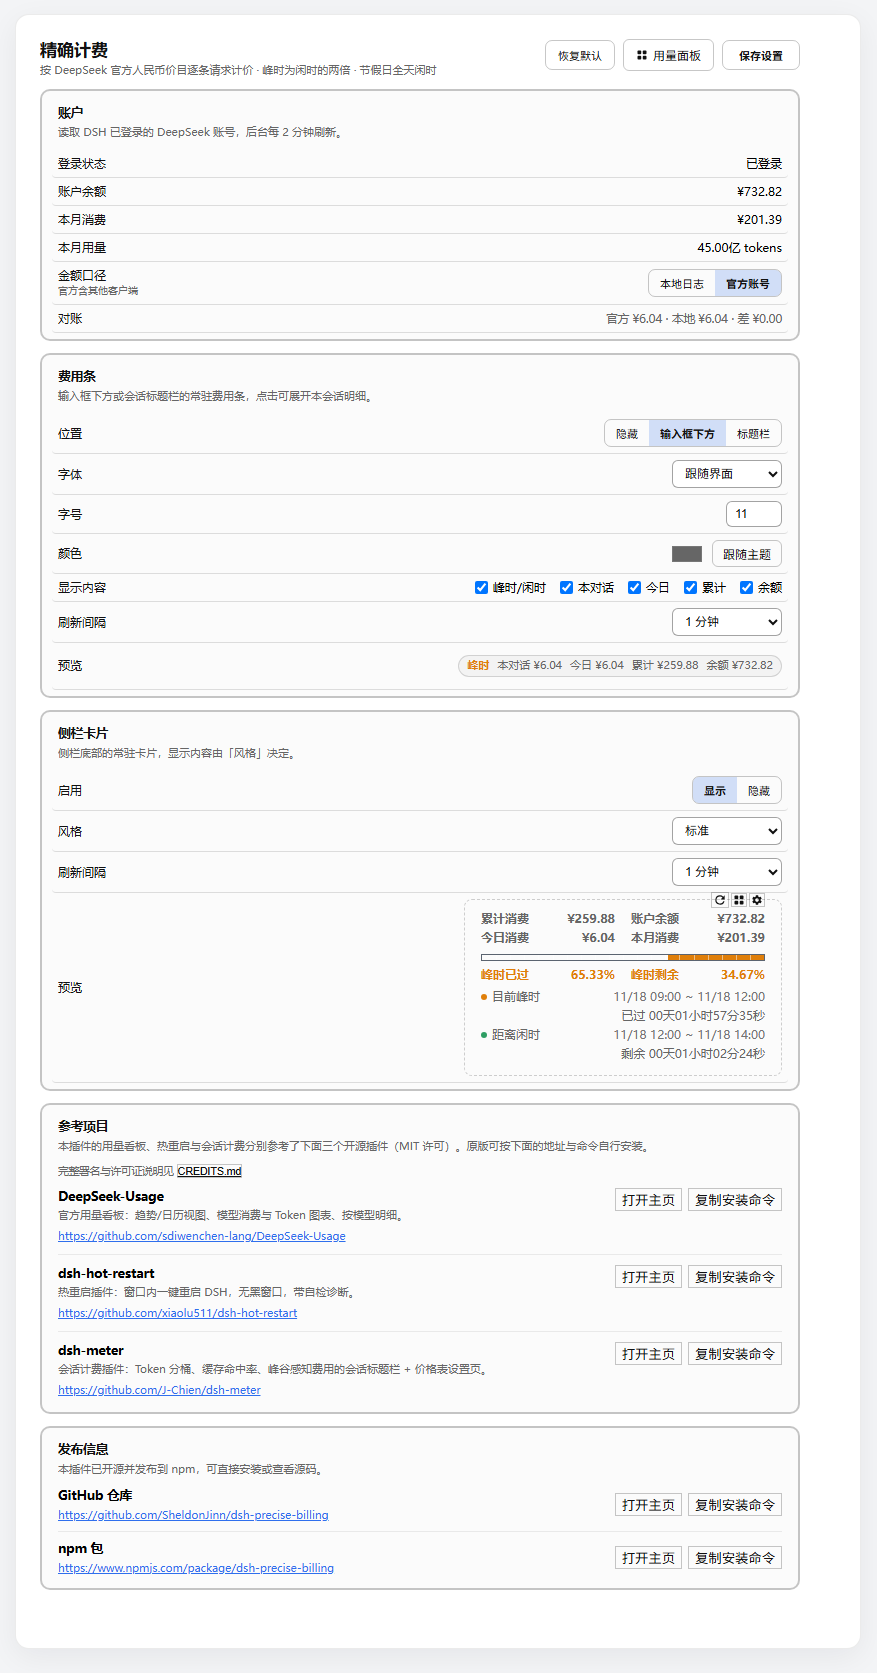 精确计费
按 DeepSeek 官方人民币价目逐条请求计价 · 峰时为闲时的两倍 · 节假日全天闲时
恢复默认
用量面板
保存设置
账户
读取 DSH 已登录的 DeepSeek 账号，后台每 2 分钟刷新。
登录状态 已登录
账户余额 ¥732.82
本月消费 ¥201.39
本月用量 45.00亿 tokens
金额口径
官方含其他客户端
本地日志 官方账号
对账 官方 ¥6.04 · 本地 ¥6.04 · 差 ¥0.00
费用条
输入框下方或会话标题栏的常驻费用条，点击可展开本会话明细。
位置 隐藏 输入框下方 标题栏
字体 跟随界面
字号 11
颜色 跟随主题
显示内容 峰时/闲时 本对话 今日 累计 余额
刷新间隔 1 分钟
预览 峰时 本对话 ¥6.04 今日 ¥6.04 累计 ¥259.88 余额 ¥732.82
侧栏卡片
侧栏底部的常驻卡片，显示内容由「风格」决定。
启用 显示 隐藏
风格 标准
刷新间隔 1 分钟
预览
累计消费 ¥259.88 账户余额 ¥732.82
今日消费 ¥6.04 本月消费 ¥201.39
峰时已过 65.33% 峰时剩余 34.67%
目前峰时 11/18 09:00 ~ 11/18 12:00
已过 00天01小时57分35秒
距离闲时 11/18 12:00 ~ 11/18 14:00
剩余 00天01小时02分24秒
参考项目
本插件的用量看板、热重启与会话计费分别参考了下面三个开源插件（MIT 许可）。原版可按下面的地址与命令自行安装。
完整署名与许可证说明见 CREDITS.md
DeepSeek-Usage
官方用量看板：趋势/日历视图、模型消费与 Token 图表、按模型明细。
https://github.com/sdiwenchen-lang/DeepSeek-Usage
打开主页 复制安装命令
dsh-hot-restart
热重启插件：窗口内一键重启 DSH，无黑窗口，带自检诊断。
https://github.com/xiaolu511/dsh-hot-restart
打开主页 复制安装命令
dsh-meter
会话计费插件：Token 分桶、缓存命中率、峰谷感知费用的会话标题栏 + 价格表设置页。
https://github.com/J-Chien/dsh-meter
打开主页 复制安装命令
发布信息
本插件已开源并发布到 npm，可直接安装或查看源码。
GitHub 仓库
https://github.com/SheldonJinn/dsh-precise-billing
打开主页 复制安装命令
npm 包
https://www.npmjs.com/package/dsh-precise-billing
打开主页 复制安装命令